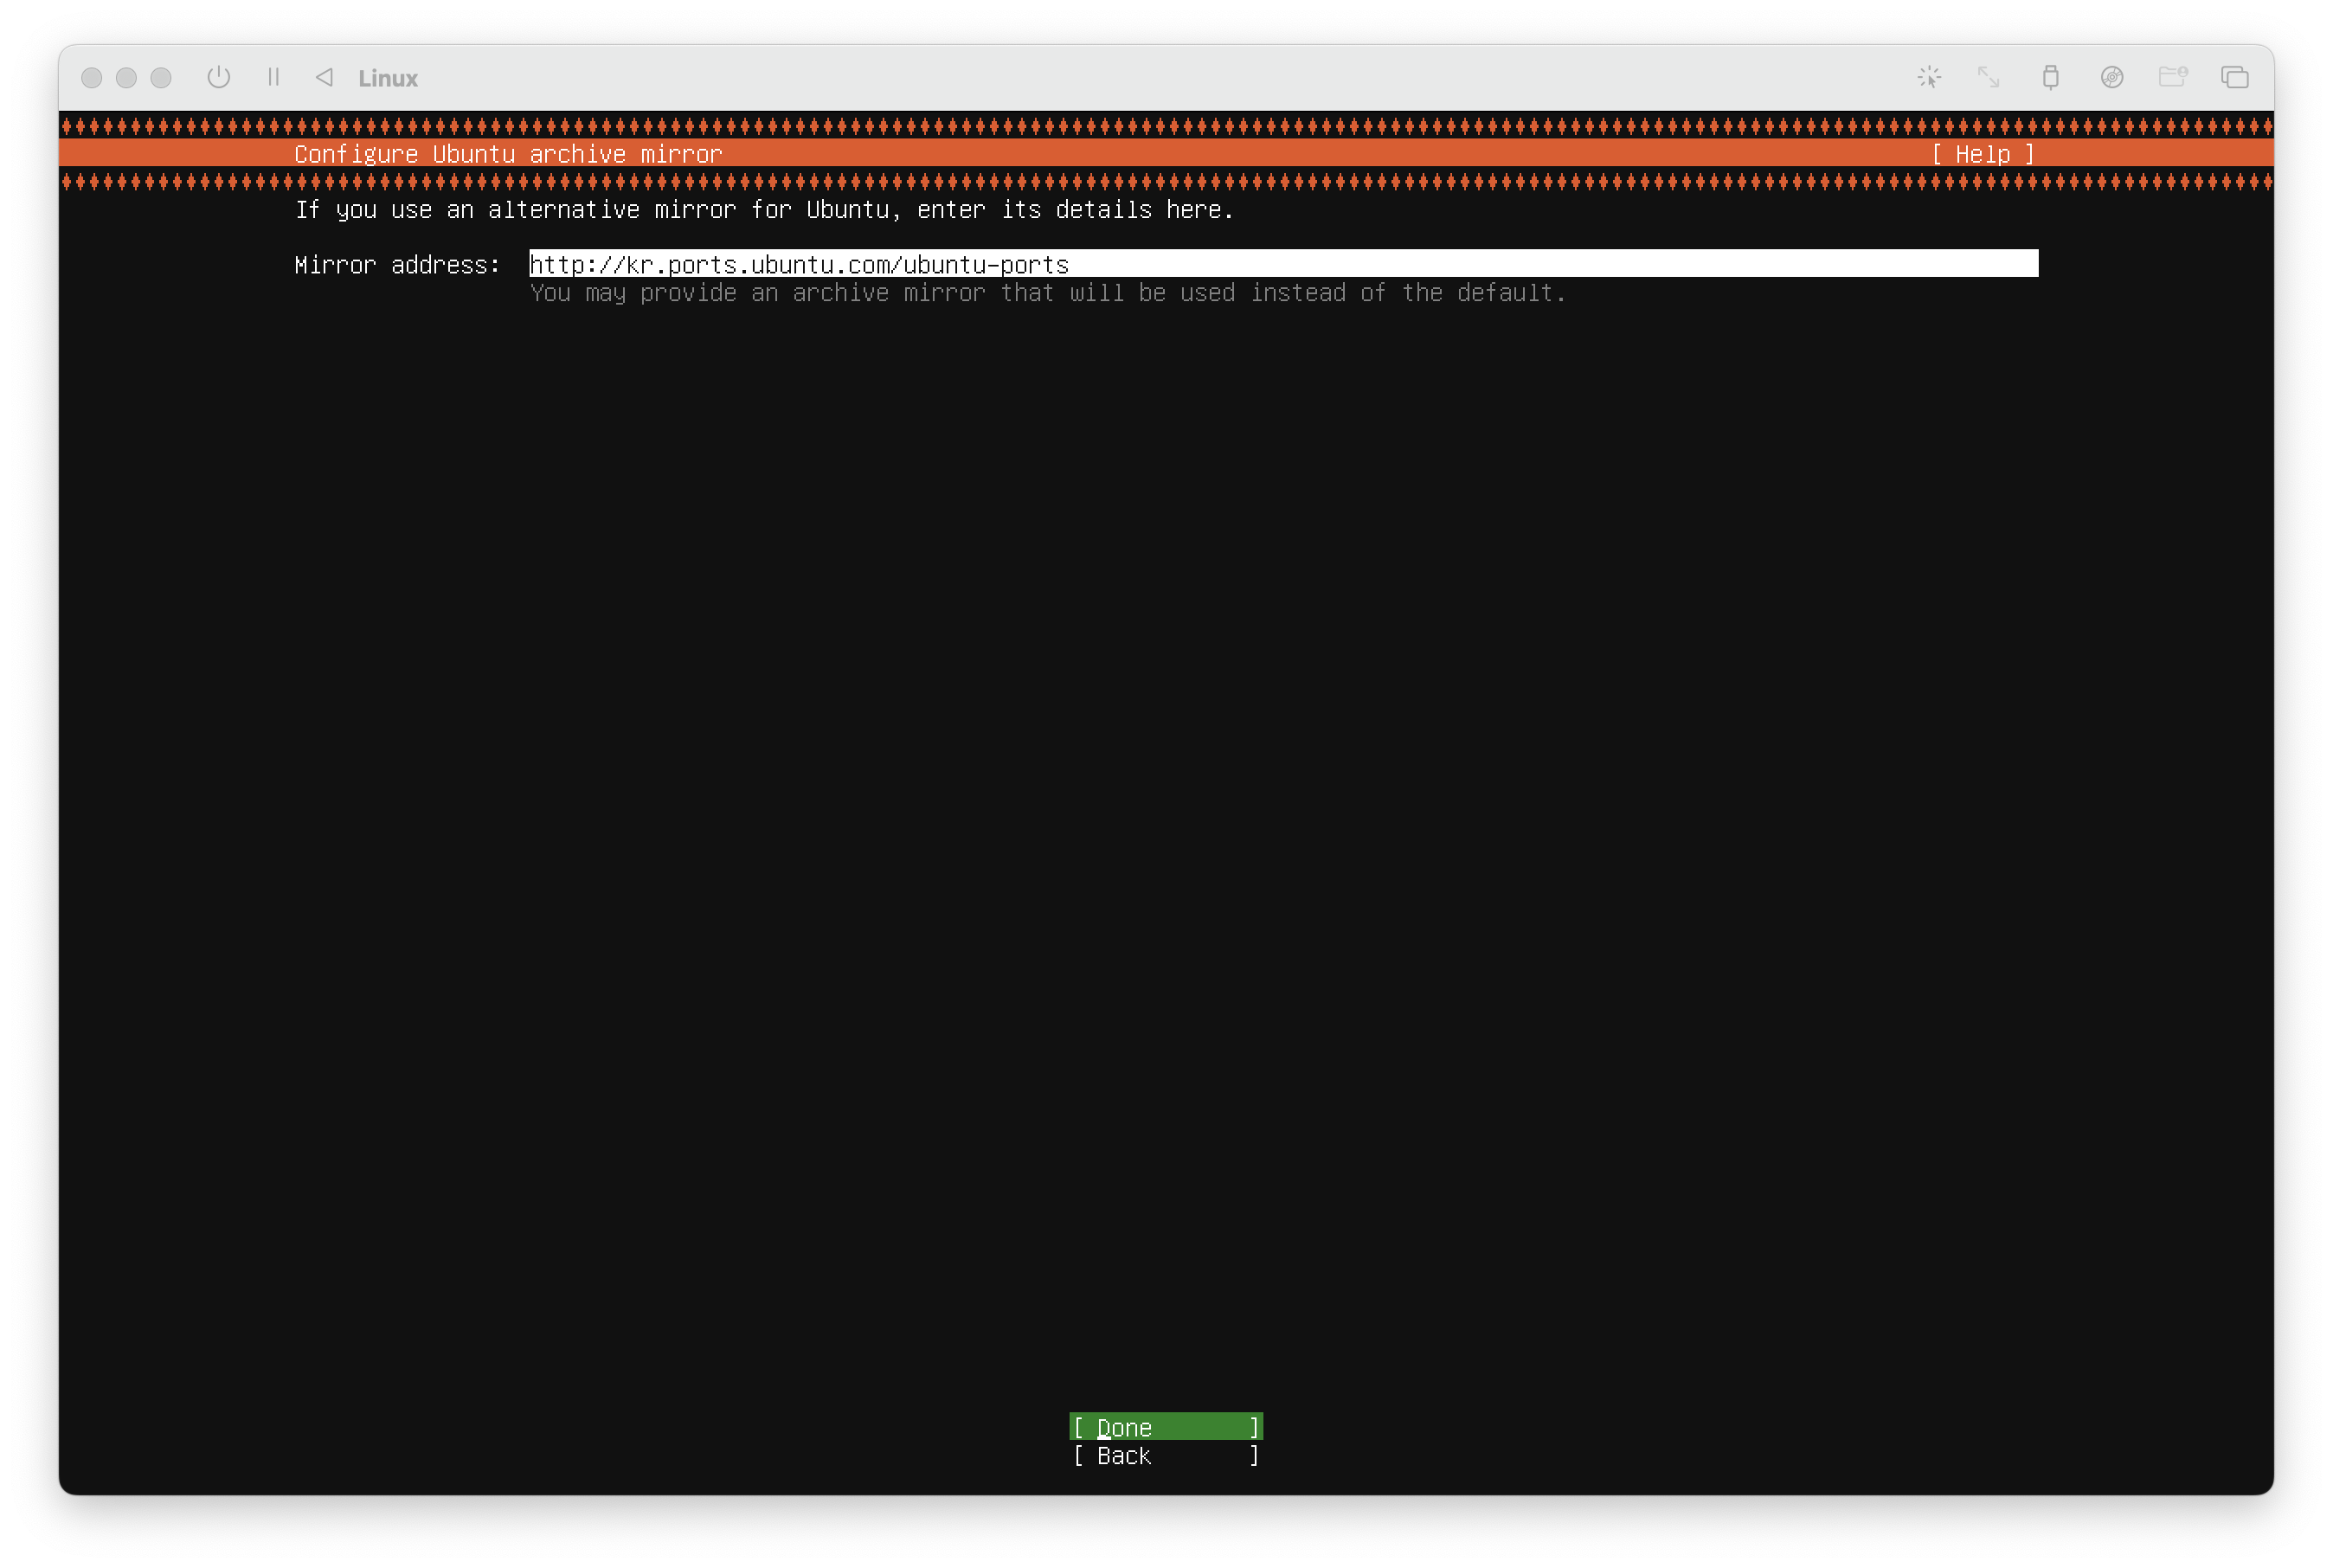 Linux
Configure Ubuntu archive mirror [ Help ]
If you use an alternative mirror for Ubuntu, enter its details here.
Mirror address: http://kr.ports.ubuntu.com/ubuntu-ports
You may provide an archive mirror that will be used instead of the default.
[ Done ]
[ Back ]